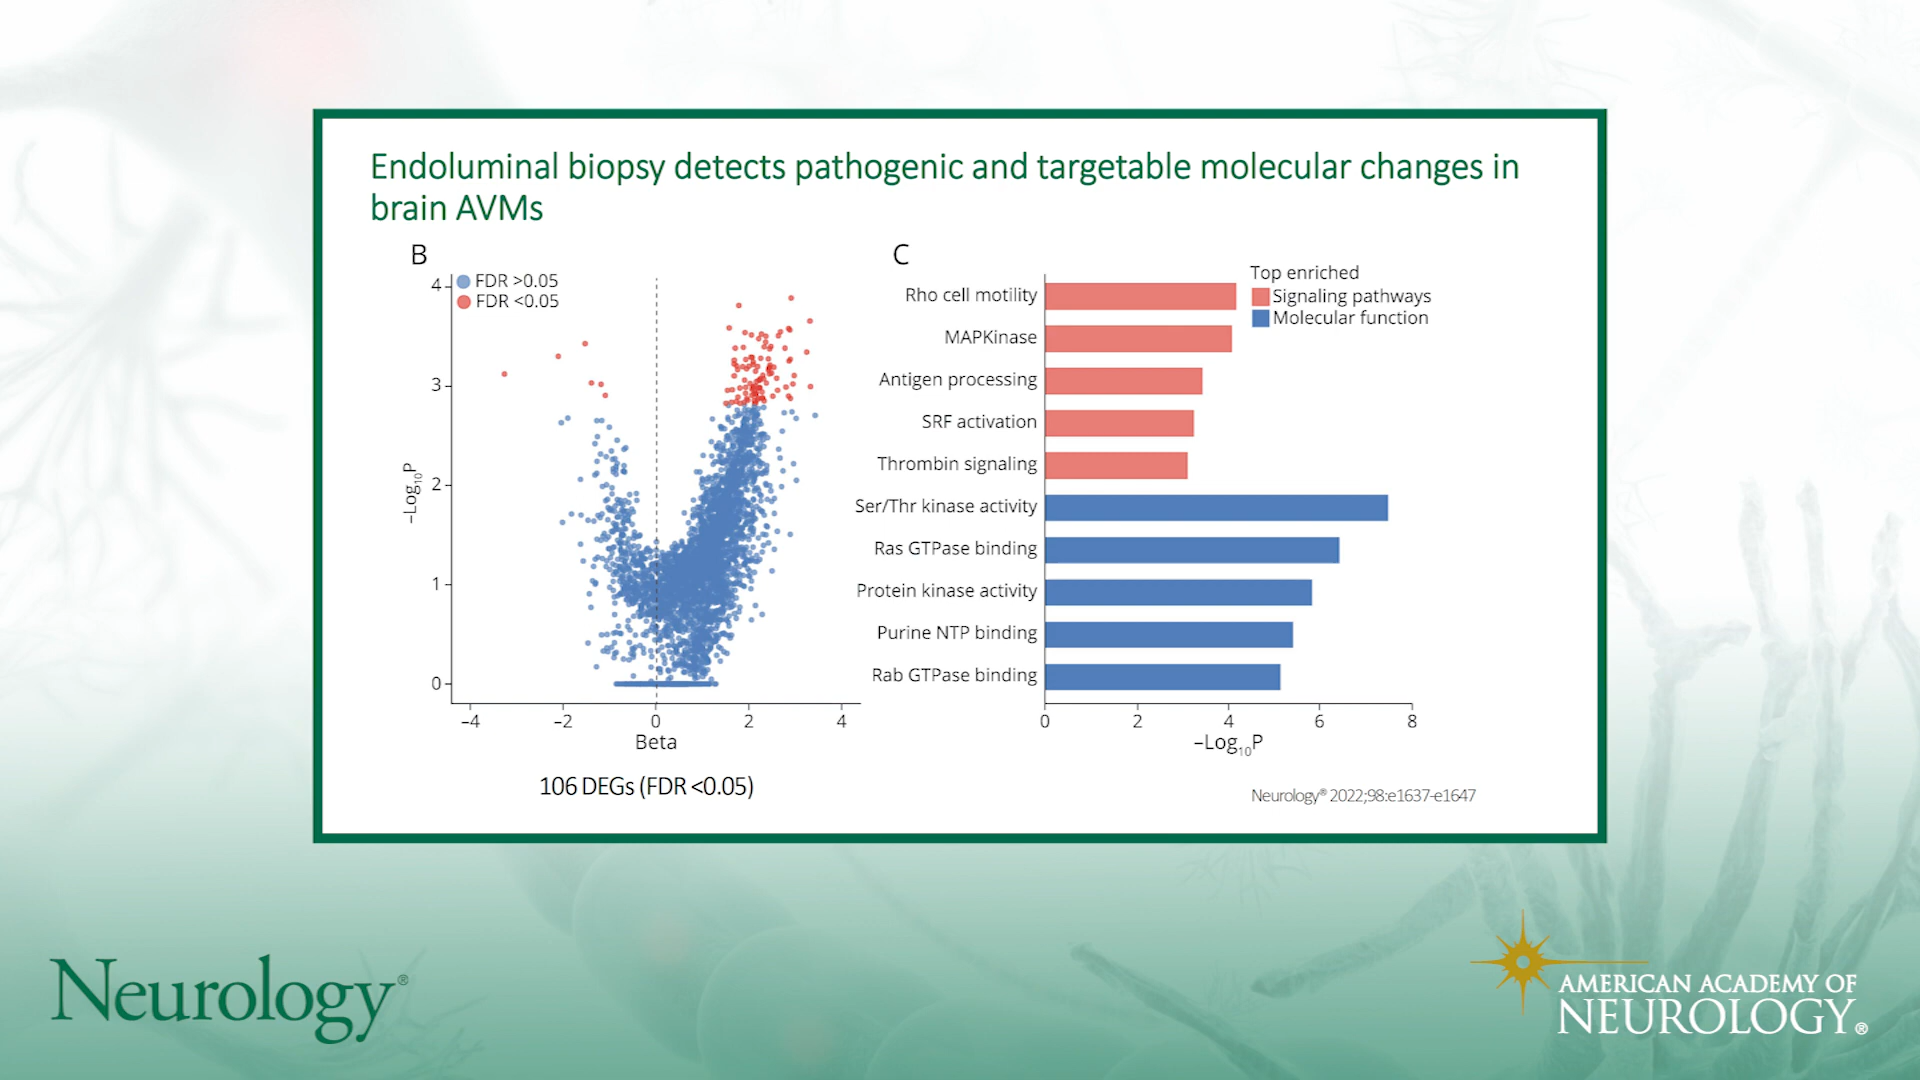 Endoluminal biopsy detects pathogenic and targetable molecular changes in
brain AVMs
B
FDR >0.05
FDR <0.05
4
3
2
1
0
–Log10P
–4
–2
0
2
4
Beta
106 DEGs (FDR <0.05)
C
Top enriched
Signaling pathways
Molecular function
Rho cell motility
MAPKinase
Antigen processing
SRF activation
Thrombin signaling
Ser/Thr kinase activity
Ras GTPase binding
Protein kinase activity
Purine NTP binding
Rab GTPase binding
0
2
4
6
8
–Log10P
Neurology® 2022;98:e1637-e1647
Neurology®
AMERICAN ACADEMY OF
NEUROLOGY®